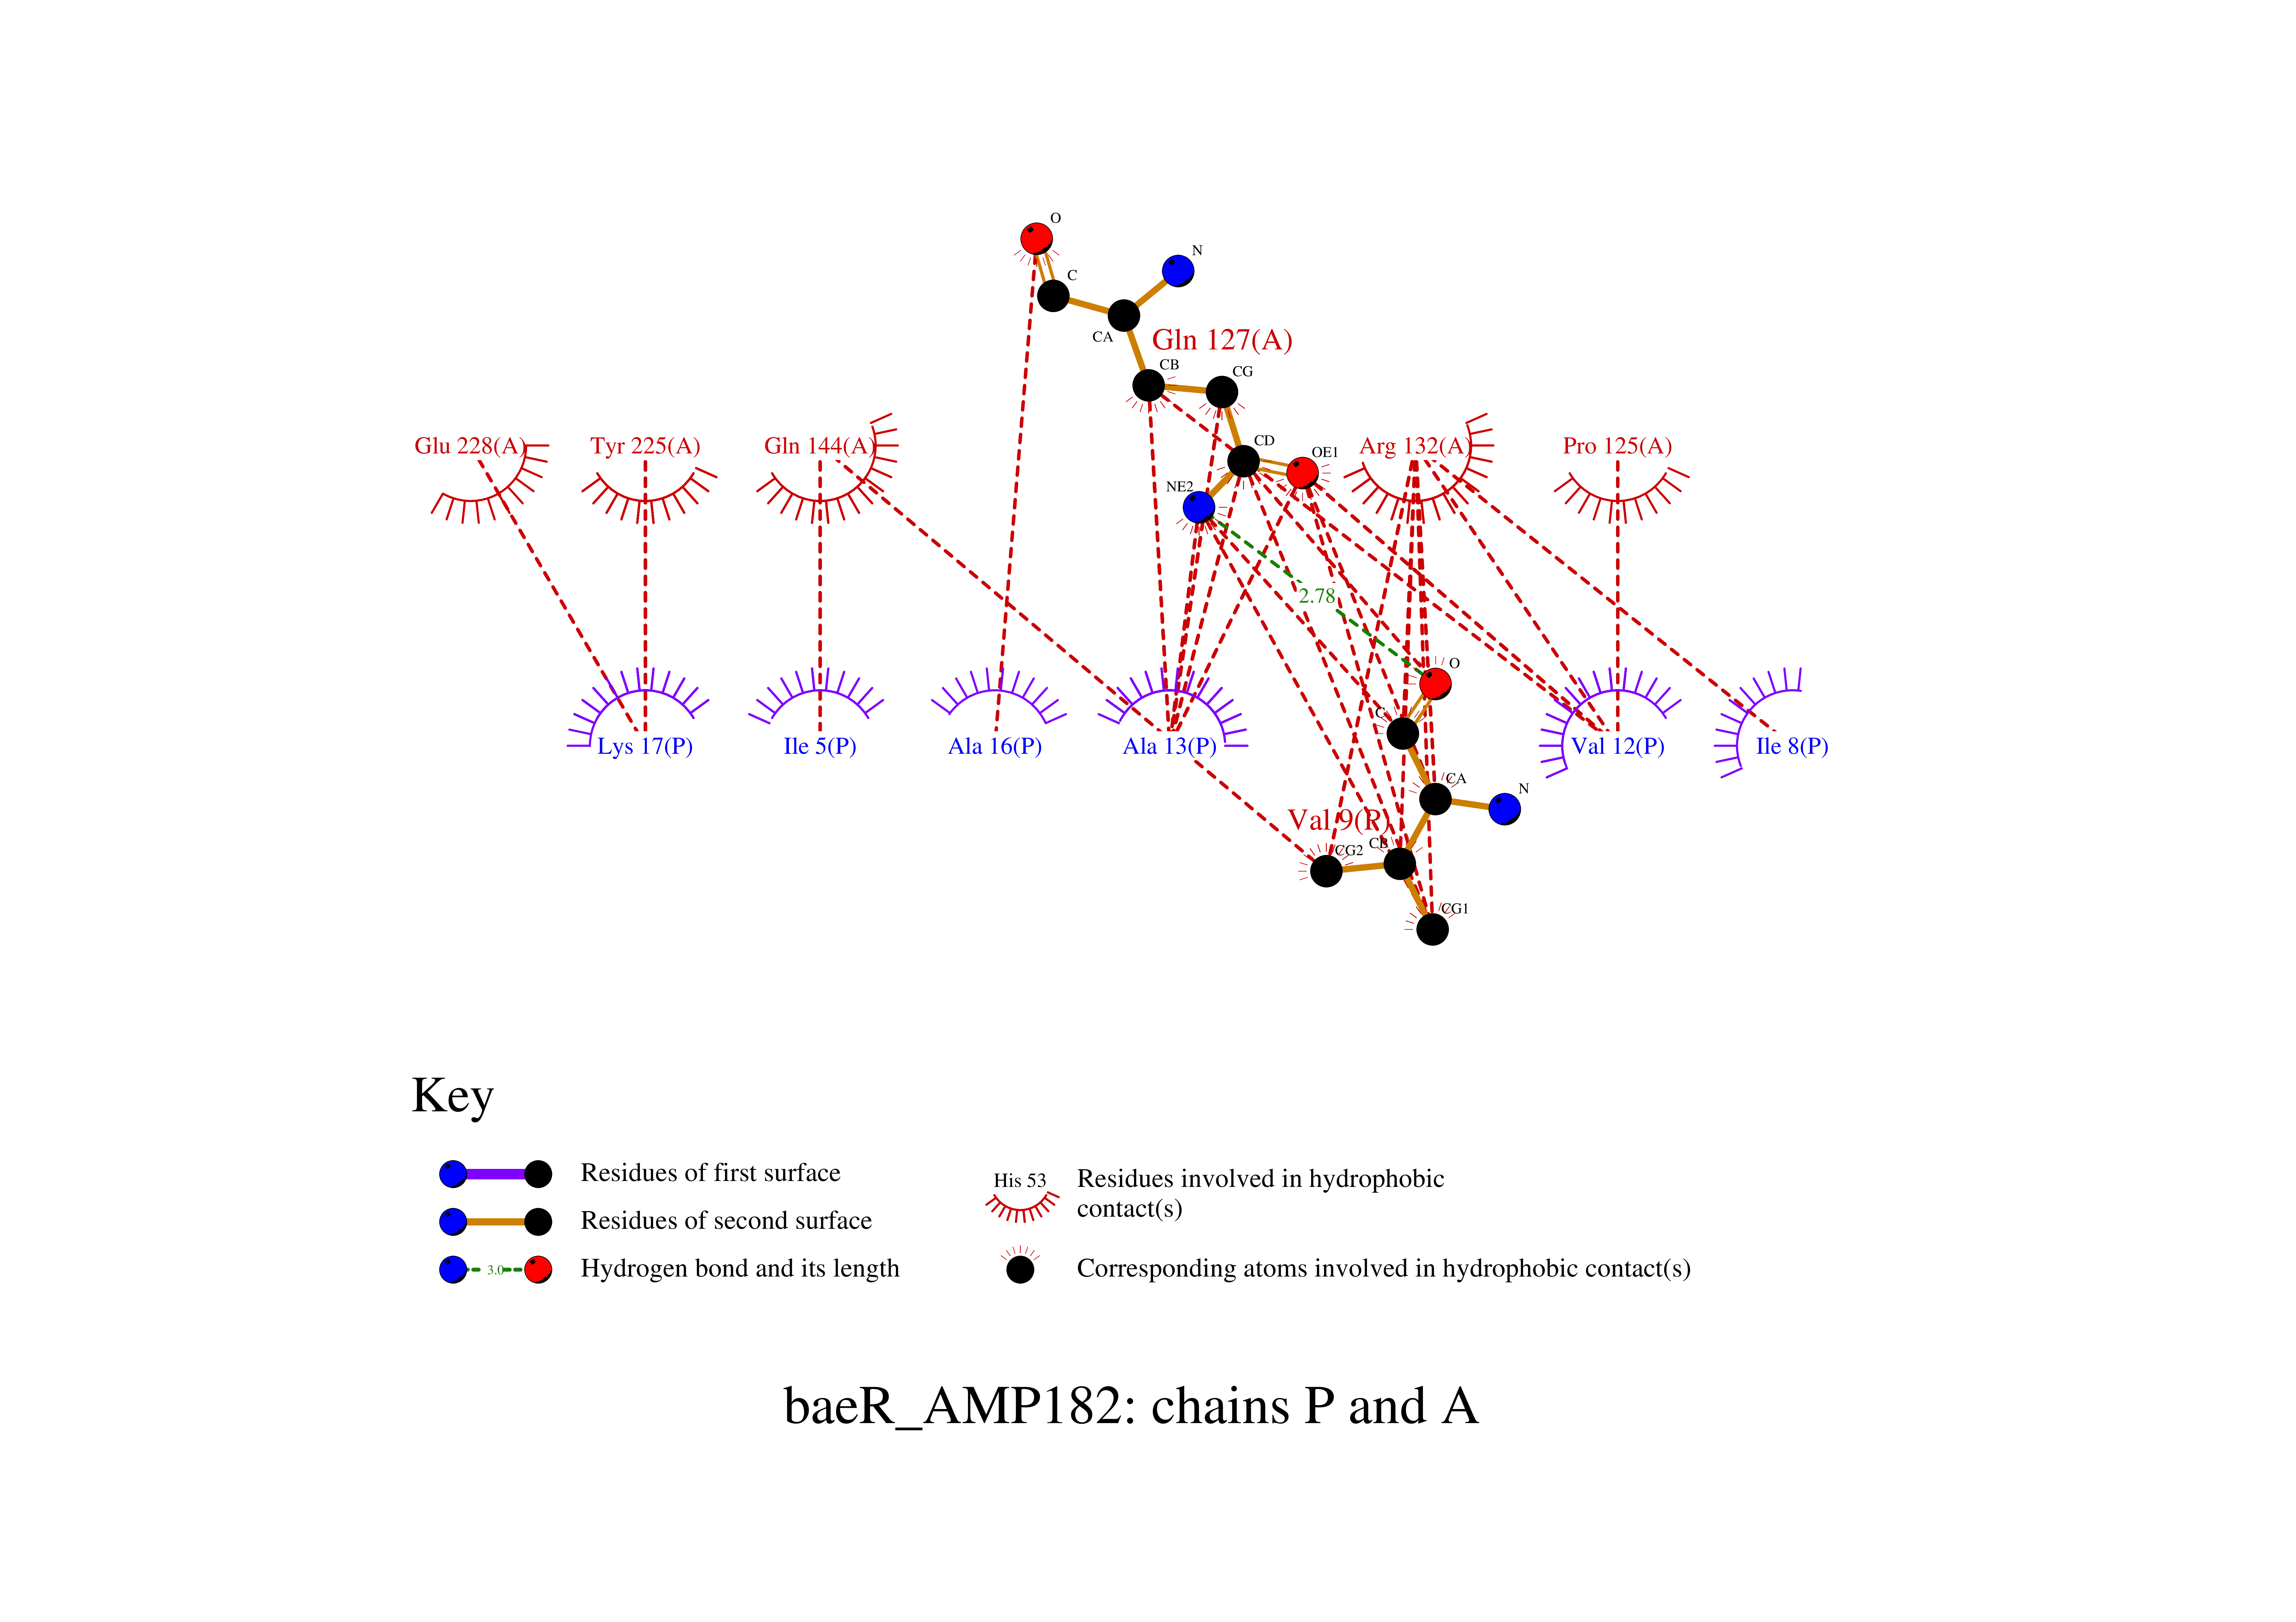 O
N
C
CA
Gln 127(A)
CB
CG
Glu 228(A)
Tyr 225(A)
Gln 144(A)
CD
OE1
Arg 132(A)
Pro 125(A)
NE2
2.78
O
C
Lys 17(P)
Ile 5(P)
Ala 16(P)
Ala 13(P)
Val 12(P)
Ile 8(P)
CA
N
Val 9(P)
CB
CG2
CG1
Key
Residues of first surface
Residues of second surface
3.0
Hydrogen bond and its length
His 53
Residues involved in hydrophobic
contact(s)
Corresponding atoms involved in hydrophobic contact(s)
baeR_AMP182: chains P and A